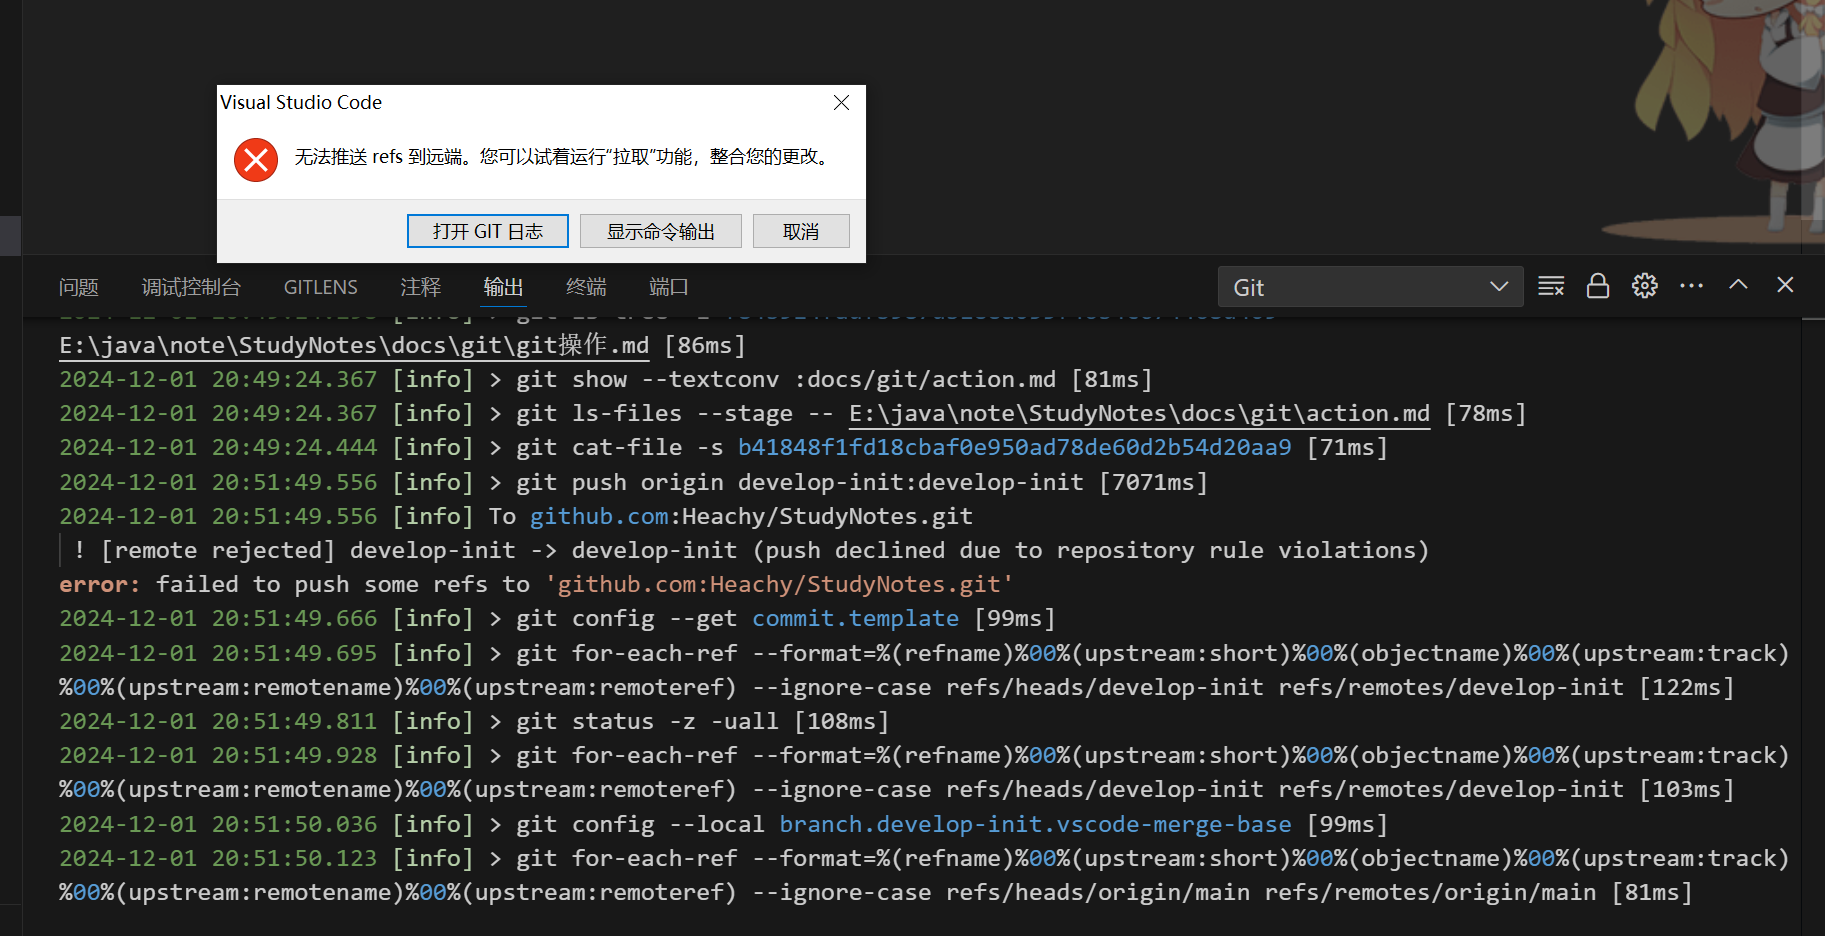 Visual Studio Code
无法推送 refs 到远端。您可以试着运行“拉取”功能，整合您的更改。
打开 GIT 日志 显示命令输出 取消
问题 调试控制台 GITLENS 注释 输出 终端 端口 Git
E:\java\note\StudyNotes\docs\git\git操作.md [86ms]
2024-12-01 20:49:24.367 [info] > git show --textconv :docs/git/action.md [81ms]
2024-12-01 20:49:24.367 [info] > git ls-files --stage -- E:\java\note\StudyNotes\docs\git\action.md [78ms]
2024-12-01 20:49:24.444 [info] > git cat-file -s b41848f1fd18cbaf0e950ad78de60d2b54d20aa9 [71ms]
2024-12-01 20:51:49.556 [info] > git push origin develop-init:develop-init [7071ms]
2024-12-01 20:51:49.556 [info] To github.com:Heachy/StudyNotes.git
! [remote rejected] develop-init -> develop-init (push declined due to repository rule violations)
error: failed to push some refs to 'github.com:Heachy/StudyNotes.git'
2024-12-01 20:51:49.666 [info] > git config --get commit.template [99ms]
2024-12-01 20:51:49.695 [info] > git for-each-ref --format=%(refname)%00%(upstream:short)%00%(objectname)%00%(upstream:track)
%00%(upstream:remotename)%00%(upstream:remoteref) --ignore-case refs/heads/develop-init refs/remotes/develop-init [122ms]
2024-12-01 20:51:49.811 [info] > git status -z -uall [108ms]
2024-12-01 20:51:49.928 [info] > git for-each-ref --format=%(refname)%00%(upstream:short)%00%(objectname)%00%(upstream:track)
%00%(upstream:remotename)%00%(upstream:remoteref) --ignore-case refs/heads/develop-init refs/remotes/develop-init [103ms]
2024-12-01 20:51:50.036 [info] > git config --local branch.develop-init.vscode-merge-base [99ms]
2024-12-01 20:51:50.123 [info] > git for-each-ref --format=%(refname)%00%(upstream:short)%00%(objectname)%00%(upstream:track)
%00%(upstream:remotename)%00%(upstream:remoteref) --ignore-case refs/heads/origin/main refs/remotes/origin/main [81ms]